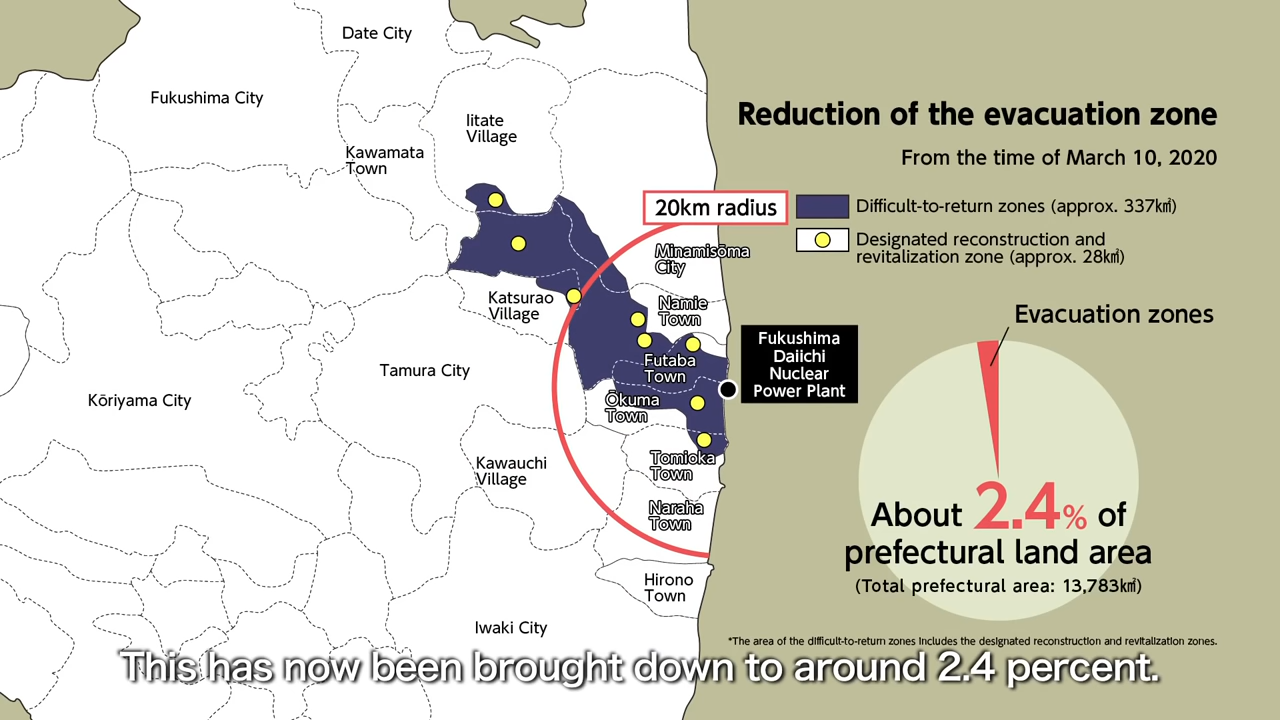 Date City
Fukushima City
Iitate
Village
Kawamata
Town
Reduction of the evacuation zone
From the time of March 10, 2020
20km radius
Difficult-to-return zones (approx. 337㎢)
Designated reconstruction and
revitalization zone (approx. 28㎢)
Minamisōma
City
Katsurao
Village
Namie
Town
Evacuation zones
Fukushima
Daiichi
Nuclear
Power Plant
Futaba
Town
Tamura City
Kōriyama City
Ōkuma
Town
Kawauchi
Village
Tomioka
Town
Naraha
Town
About 2.4% of
prefectural land area
(Total prefectural area: 13,783㎢)
Hirono
Town
Iwaki City
*The area of the difficult-to-return zones includes the designated reconstruction and revitalization zones.
This has now been brought down to around 2.4 percent.